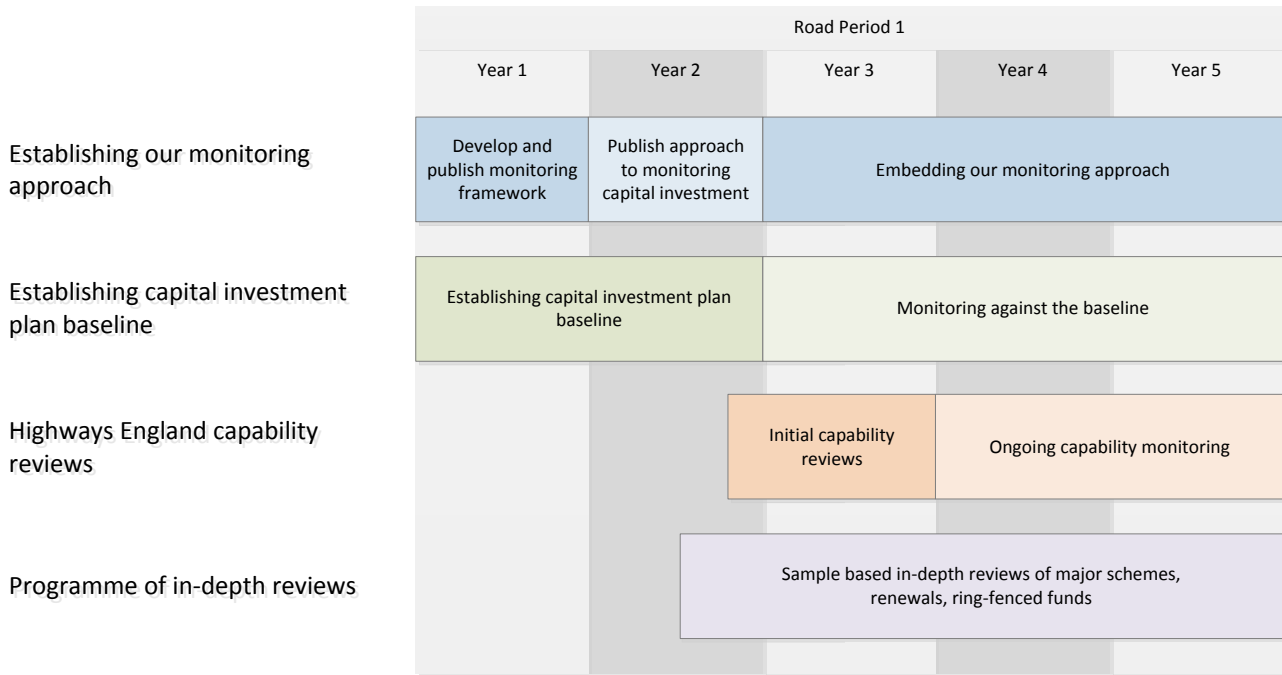 Road Period 1
Year 1
Year 2
Year 3
Year 4
Year 5
Establishing our monitoring
approach
Develop and
publish monitoring
framework
Publish approach
to monitoring
capital investment
Embedding our monitoring approach
Establishing capital investment
plan baseline
Establishing capital investment plan
baseline
Monitoring against the baseline
Highways England capability
reviews
Initial capability
reviews
Ongoing capability monitoring
Programme of in-depth reviews
Sample based in-depth reviews of major schemes,
renewals, ring-fenced funds